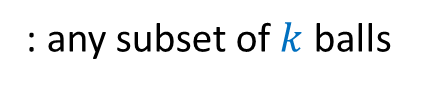 : any subset of k balls